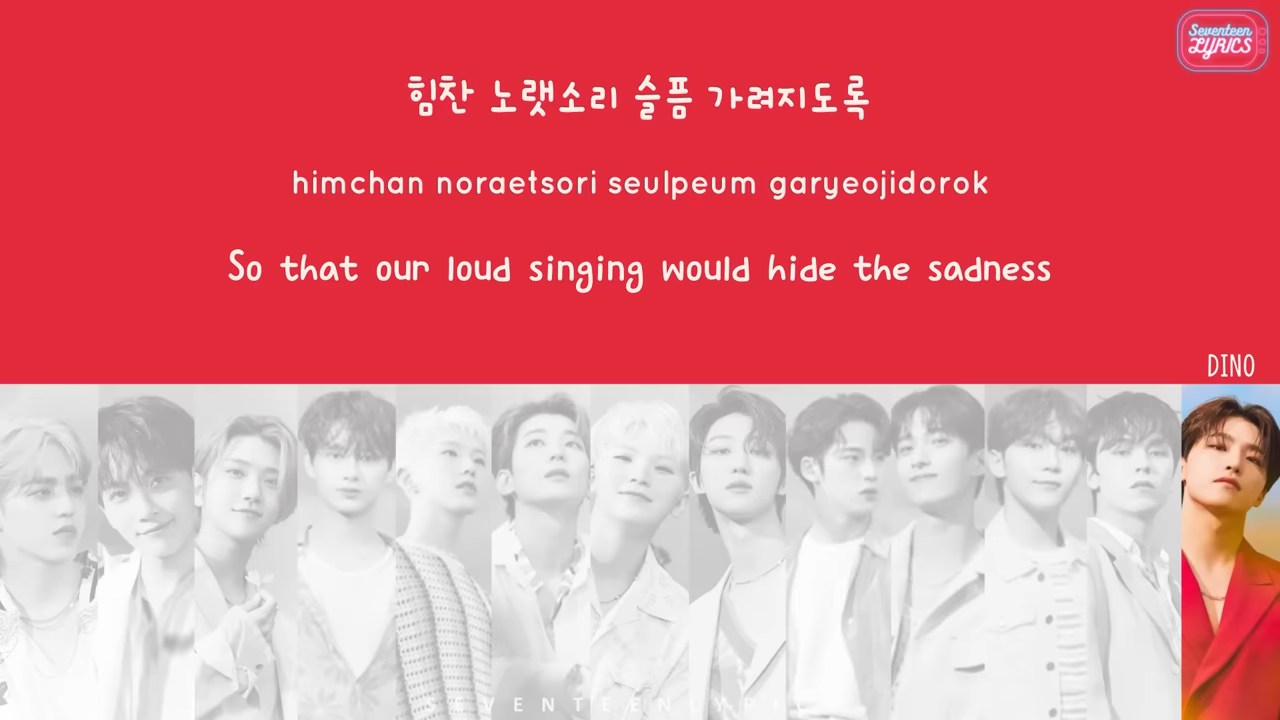 Seventeen
LYRICS
힘찬 노랫소리 슬픔 가려지도록
himchan noraetsori seulpeum garyeojidorok
So that our loud singing would hide the sadness
DINO